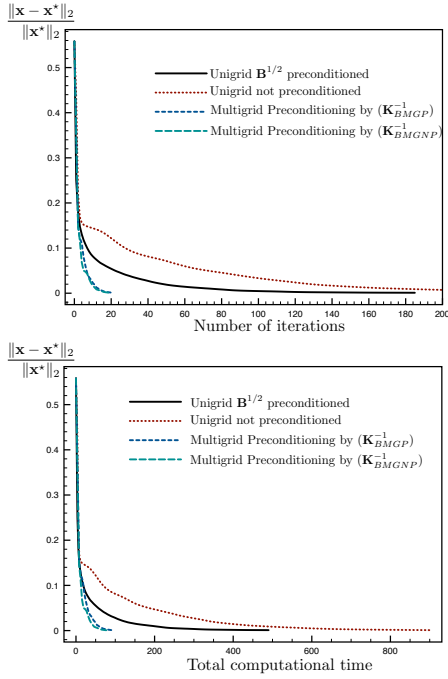 ‖x − x⋆‖₂
‖x⋆‖₂
0.5
0.4
0.3
0.2
0.1
0
Unigrid B^{1/2} preconditioned
Unigrid not preconditioned
Multigrid Preconditioning by (K^{-1}_{BMGP})
Multigrid Preconditioning by (K^{-1}_{BMGNP})
0 20 40 60 80 100 120 140 160 180 200
Number of iterations
‖x − x⋆‖₂
‖x⋆‖₂
0.5
0.4
0.3
0.2
0.1
0
Unigrid B^{1/2} preconditioned
Unigrid not preconditioned
Multigrid Preconditioning by (K^{-1}_{BMGP})
Multigrid Preconditioning by (K^{-1}_{BMGNP})
0 200 400 600 800
Total computational time